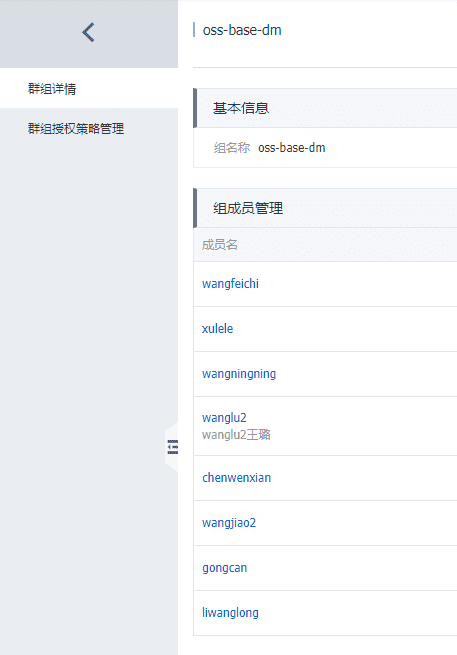 oss-base-dm
群组详情
群组授权策略管理
基本信息
组名称 oss-base-dm
组成员管理
成员名
wangfeichi
xulele
wangningning
wanglu2
wanglu2王璐
chenwenxian
wangjiao2
gongcan
liwanglong